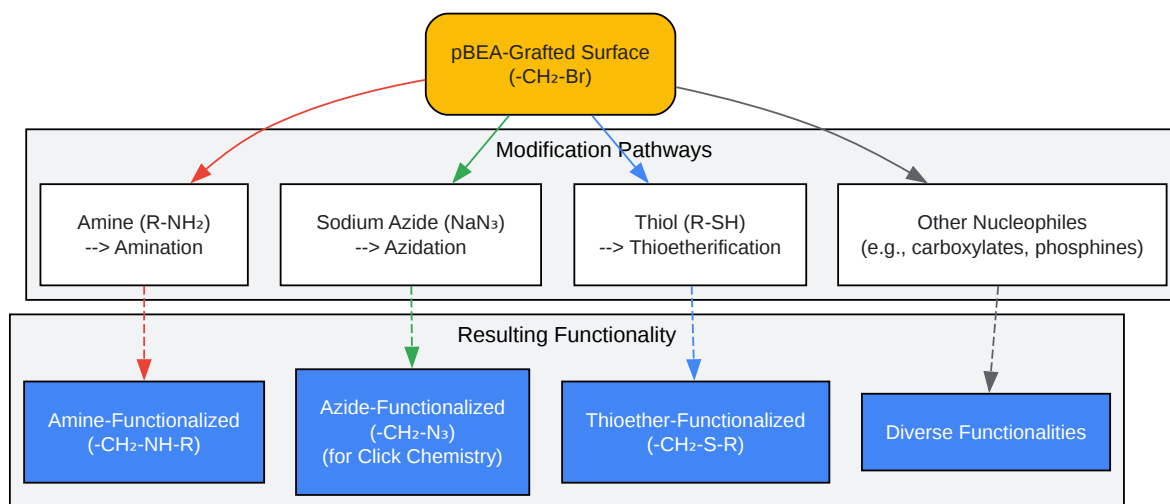 pBEA-Grafted Surface
(-CH₂-Br)
Modification Pathways
Amine (R-NH₂)
--> Amination
Sodium Azide (NaN₃)
--> Azidation
Thiol (R-SH)
--> Thioetherification
Other Nucleophiles
(e.g., carboxylates, phosphines)
Resulting Functionality
Amine-Functionalized
(-CH₂-NH-R)
Azide-Functionalized
(-CH₂-N₃)
(for Click Chemistry)
Thioether-Functionalized
(-CH₂-S-R)
Diverse Functionalities